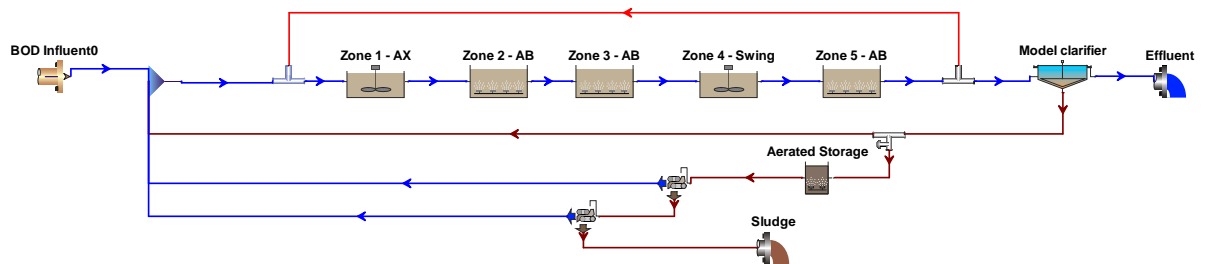 BOD Influent0
Zone 1 - AX
Zone 2 - AB
Zone 3 - AB
Zone 4 - Swing
Zone 5 - AB
Model clarifier
Effluent
Aerated Storage
Sludge